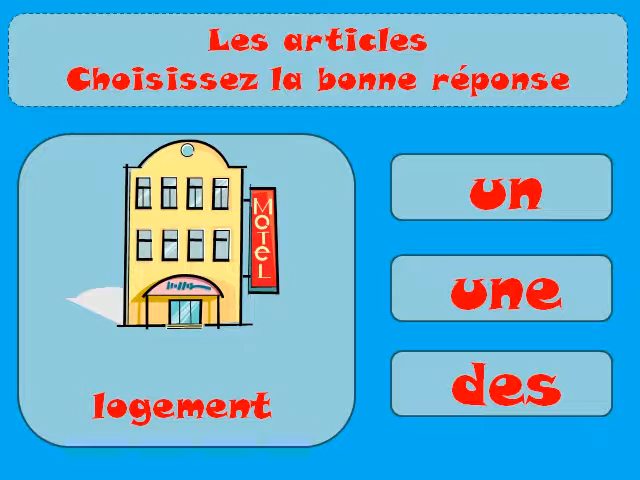 Les articles
Choisissez la bonne réponse
un
MOTEL
une
des
logement